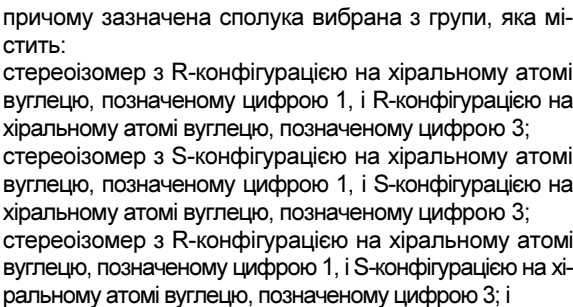 причому зазначена сполука вибрана з групи, яка мі-
стить:
стереоізомер з R-конфігурацією на хіральному атомі
вуглецю, позначеному цифрою 1, і R-конфігурацією на
хіральному атомі вуглецю, позначеному цифрою 3;
стереоізомер з S-конфігурацією на хіральному атомі
вуглецю, позначеному цифрою 1, і S-конфігурацією на
хіральному атомі вуглецю, позначеному цифрою 3;
стереоізомер з R-конфігурацією на хіральному атомі
вуглецю, позначеному цифрою 1, і S-конфігурацією на хі-
ральному атомі вуглецю, позначеному цифрою 3; і